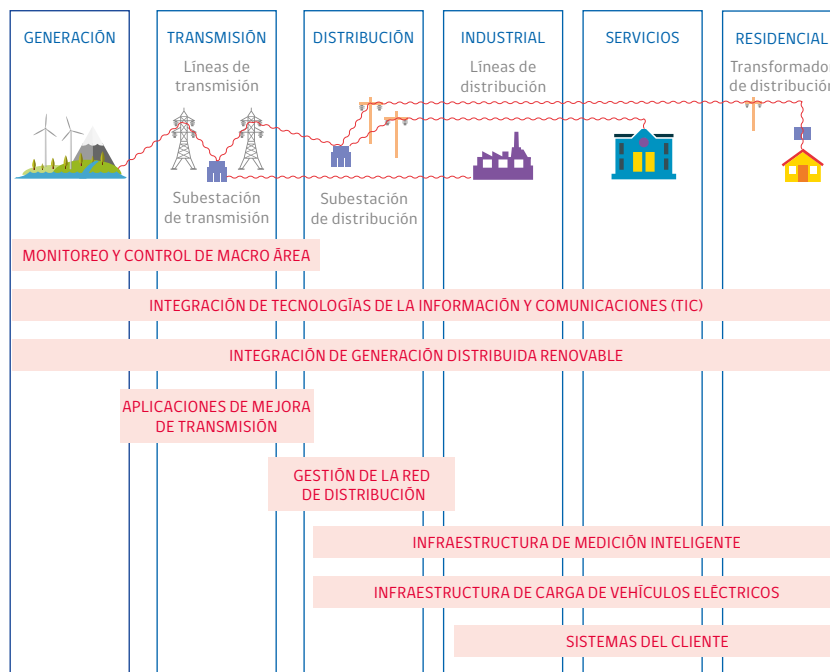 GENERACIÓN
TRANSMISIÓN
DISTRIBUCIÓN
INDUSTRIAL
SERVICIOS
RESIDENCIAL
Líneas de
transmisión
Líneas de
distribución
Transformados
de distribución
Subestación
de transmisión
Subestación
de distribución
MONITOREO Y CONTROL DE MACRO ÁREA
INTEGRACIÓN DE TECNOLOGÍAS DE LA INFORMACIÓN Y COMUNICACIONES (TIC)
INTEGRACIÓN DE GENERACIÓN DISTRIBUIDA RENOVABLE
APLICACIONES DE MEJORA
DE TRANSMISIÓN
GESTIÓN DE LA RED
DE DISTRIBUCIÓN
INFRAESTRUCTURA DE MEDICIÓN INTELIGENTE
INFRAESTRUCTURA DE CARGA DE VEHÍCULOS ELÉCTRICOS
SISTEMAS DEL CLIENTE